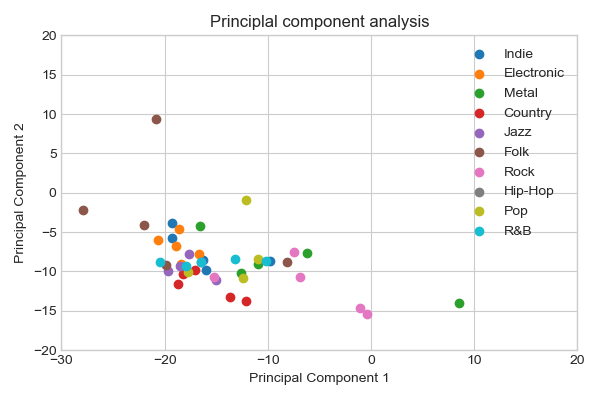 Principlal component analysis
20
15
10
5
0
−5
−10
−15
−20
Principal Component 2
Indie
Electronic
Metal
Country
Jazz
Folk
Rock
Hip-Hop
Pop
R&B
−30
−20
−10
0
10
20
Principal Component 1